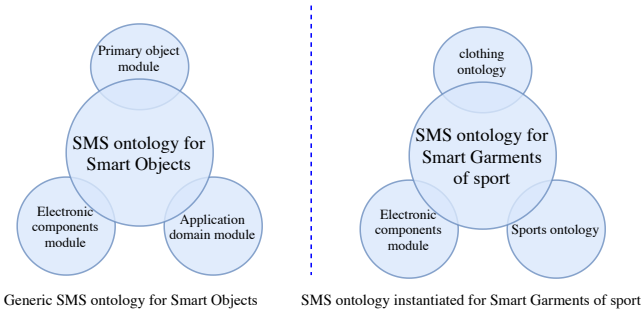 Primary object
module
SMS ontology for
Smart Objects
Electronic
components
module
Application
domain module
Generic SMS ontology for Smart Objects
clothing
ontology
SMS ontology for
Smart Garments
of sport
Electronic
components
module
Sports ontology
SMS ontology instantiated for Smart Garments of sport